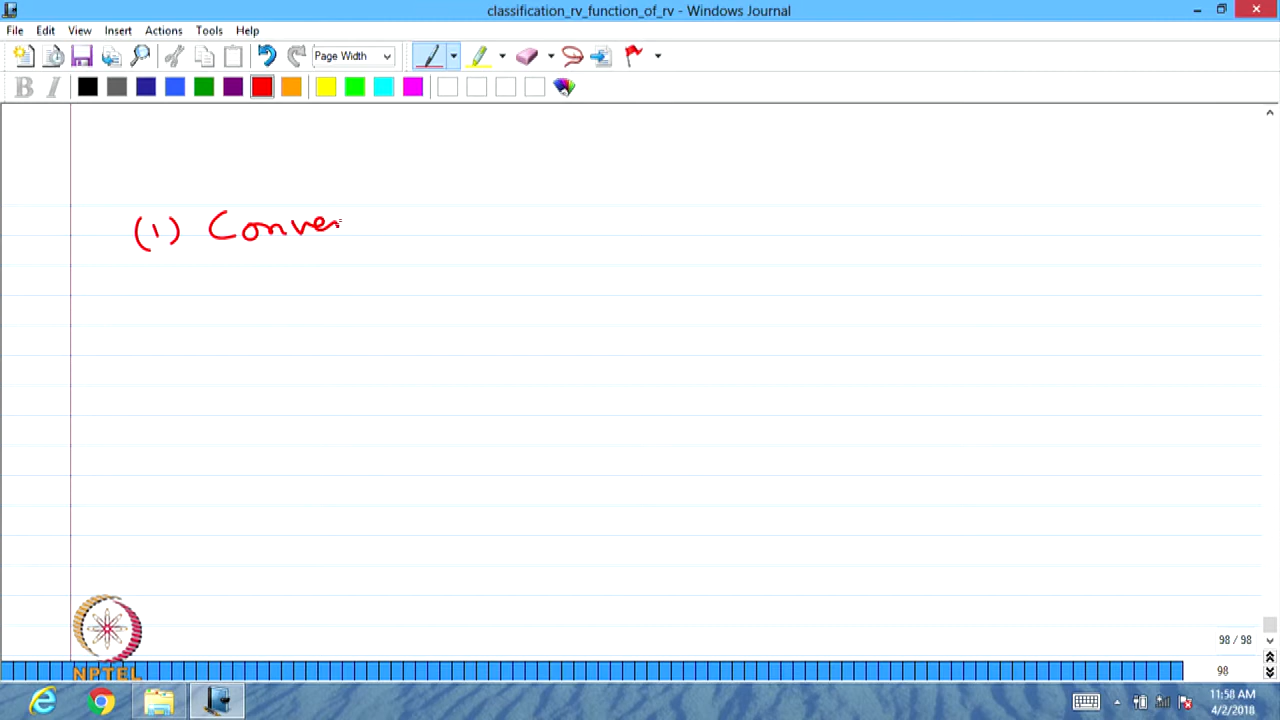 classification_rv_function_of_rv - Windows Journal
File Edit View Insert Actions Tools Help
Page Width
B I
(1) Conver
98 / 98
NPTEL
98
11:58 AM
4/2/2018